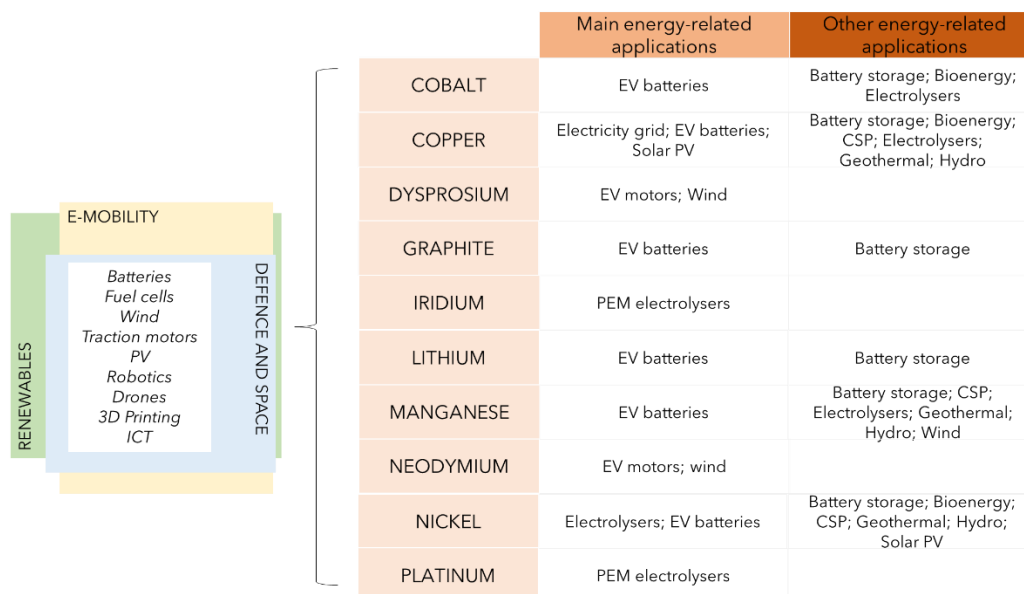 E-MOBILITY
RENEWABLES
DEFENCE AND SPACE
Batteries
Fuel cells
Wind
Traction motors
PV
Robotics
Drones
3D Printing
ICT
Main energy-related
applications
Other energy-related
applications
COBALT
EV batteries
Battery storage; Bioenergy;
Electrolysers
COPPER
Electricity grid; EV batteries;
Solar PV
Battery storage; Bioenergy;
CSP; Electrolysers;
Geothermal; Hydro
DYSPROSIUM
EV motors; Wind
GRAPHITE
EV batteries
Battery storage
IRIDIUM
PEM electrolysers
LITHIUM
EV batteries
Battery storage
MANGANESE
EV batteries
Battery storage; CSP;
Electrolysers; Geothermal;
Hydro; Wind
NEODYMIUM
EV motors; wind
NICKEL
Electrolysers; EV batteries
Battery storage; Bioenergy;
CSP; Geothermal; Hydro;
Solar PV
PLATINUM
PEM electrolysers